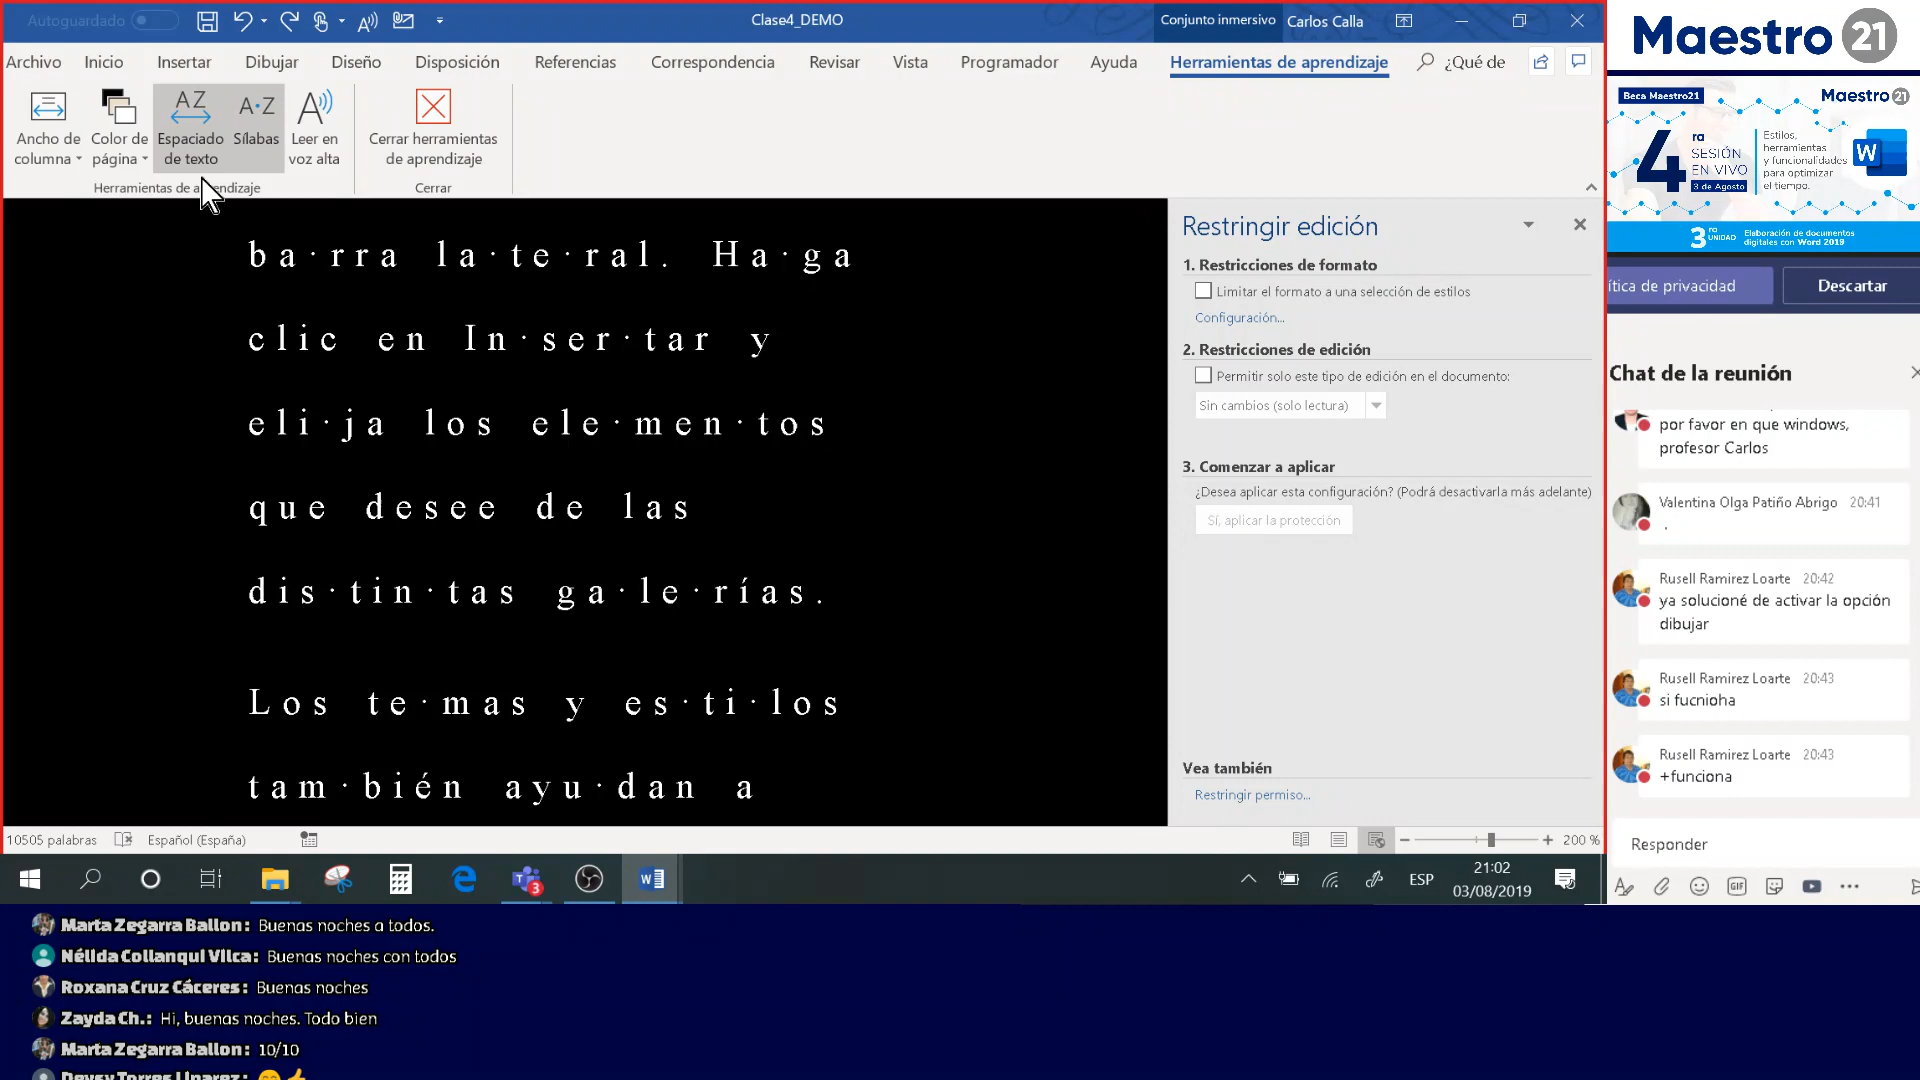 Autoguardado
Clase4_DEMO
Conjunto inmersivo
Carlos Calla
Archivo Inicio Insertar Dibujar Diseño Disposición Referencias Correspondencia Revisar Vista Programador Ayuda Herramientas de aprendizaje ¿Qué de
Ancho de columna
Color de página
Espaciado de texto
Sílabas
Leer en voz alta
Cerrar herramientas de aprendizaje
Herramientas de a
ndizaje
Cerrar
ba·rra la·te·ral. Ha·ga
clic en In·ser·tar y
eli·ja los ele·men·tos
que desee de las
dis·tin·tas ga·le·rías.
Los te·mas y es·ti·los
tam·bién ayu·dan a
Restringir edición
1. Restricciones de formato
Limitar el formato a una selección de estilos
Configuración...
2. Restricciones de edición
Permitir solo este tipo de edición en el documento:
Sin cambios (solo lectura)
3. Comenzar a aplicar
¿Desea aplicar esta configuración? (Podrá desactivarla más adelante)
Sí, aplicar la protección
Vea también
Restringir permiso...
10505 palabras
Español (España)
200 %
3
ESP
21:02
03/08/2019
Maestro 21
Beca Maestro21
Maestro 21
4 ra
SESIÓN
EN VIVO
3 de Agosto
Estilos,
herramientas
y funcionalidades
para optimizar
el tiempo.
W
3 ra UNIDAD
Elaboración de documentos
digitales con Word 2019
ítica de privacidad
Descartar
Chat de la reunión
por favor en que windows,
profesor Carlos
Valentina Olga Patiño Abrigo 20:41
.
Rusell Ramirez Loarte 20:42
ya solucioné de activar la opción
dibujar
Rusell Ramirez Loarte 20:43
si fucnioha
Rusell Ramirez Loarte 20:43
+funciona
Responder
GIF
Marta Zegarra Ballon: Buenas noches a todos.
Nélida Collanqui Vilca: Buenas noches con todos
Roxana Cruz Cáceres: Buenas noches
Zayda Ch.: Hi, buenas noches. Todo bien
Marta Zegarra Ballon: 10/10
Deysy Torres Linarez: